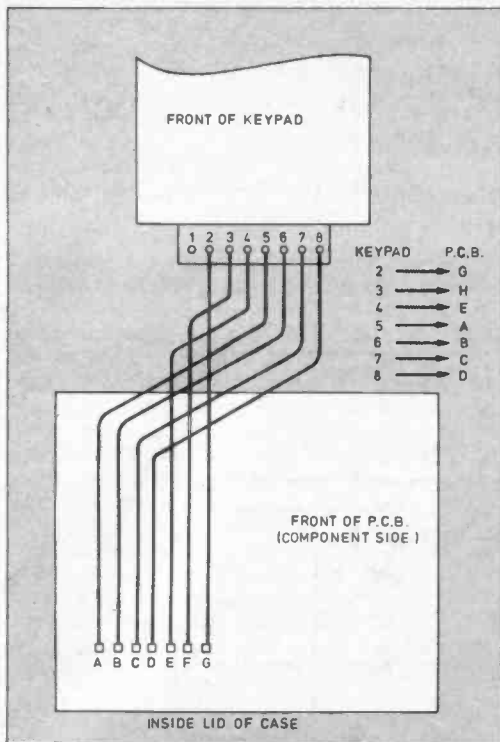 FRONT OF KEYPAD
1 2 3 4 5 6 7 8
KEYPAD P.C.B.
2 G
3 H
4 E
5 A
6 B
7 C
8 D
FRONT OF P.C.B.
(COMPONENT SIDE)
A B C D E F G
INSIDE LID OF CASE